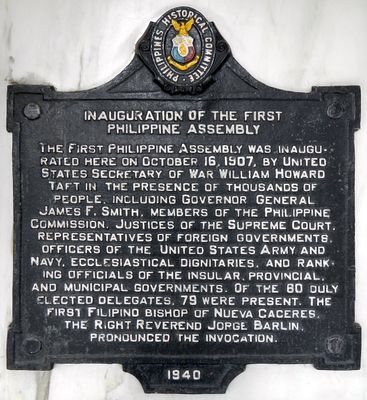 PHILIPPINES HISTORICAL COMMITTEE
INAUGURATION OF THE FIRST
PHILIPPINE ASSEMBLY
THE FIRST PHILIPPINE ASSEMBLY WAS INAUGU-
RATED HERE ON OCTOBER 16, 1907, BY UNITED
STATES SECRETARY OF WAR WILLIAM HOWARD
TAFT IN THE PRESENCE OF THOUSANDS OF
PEOPLE, INCLUDING GOVERNOR GENERAL
JAMES F. SMITH, MEMBERS OF THE PHILIPPINE
COMMISSION, JUSTICES OF THE SUPREME COURT,
REPRESENTATIVES OF FOREIGN GOVERNMENTS,
OFFICERS OF THE UNITED STATES ARMY AND
NAVY, ECCLESIASTICAL DIGNITARIES, AND RANK-
ING OFFICIALS OF THE INSULAR, PROVINCIAL,
AND MUNICIPAL GOVERNMENTS. OF THE 80 DULY
ELECTED DELEGATES, 79 WERE PRESENT. THE
FIRST FILIPINO BISHOP OF NUEVA CACERES,
THE RIGHT REVEREND JORGE BARLIN,
PRONOUNCED THE INVOCATION.
1940